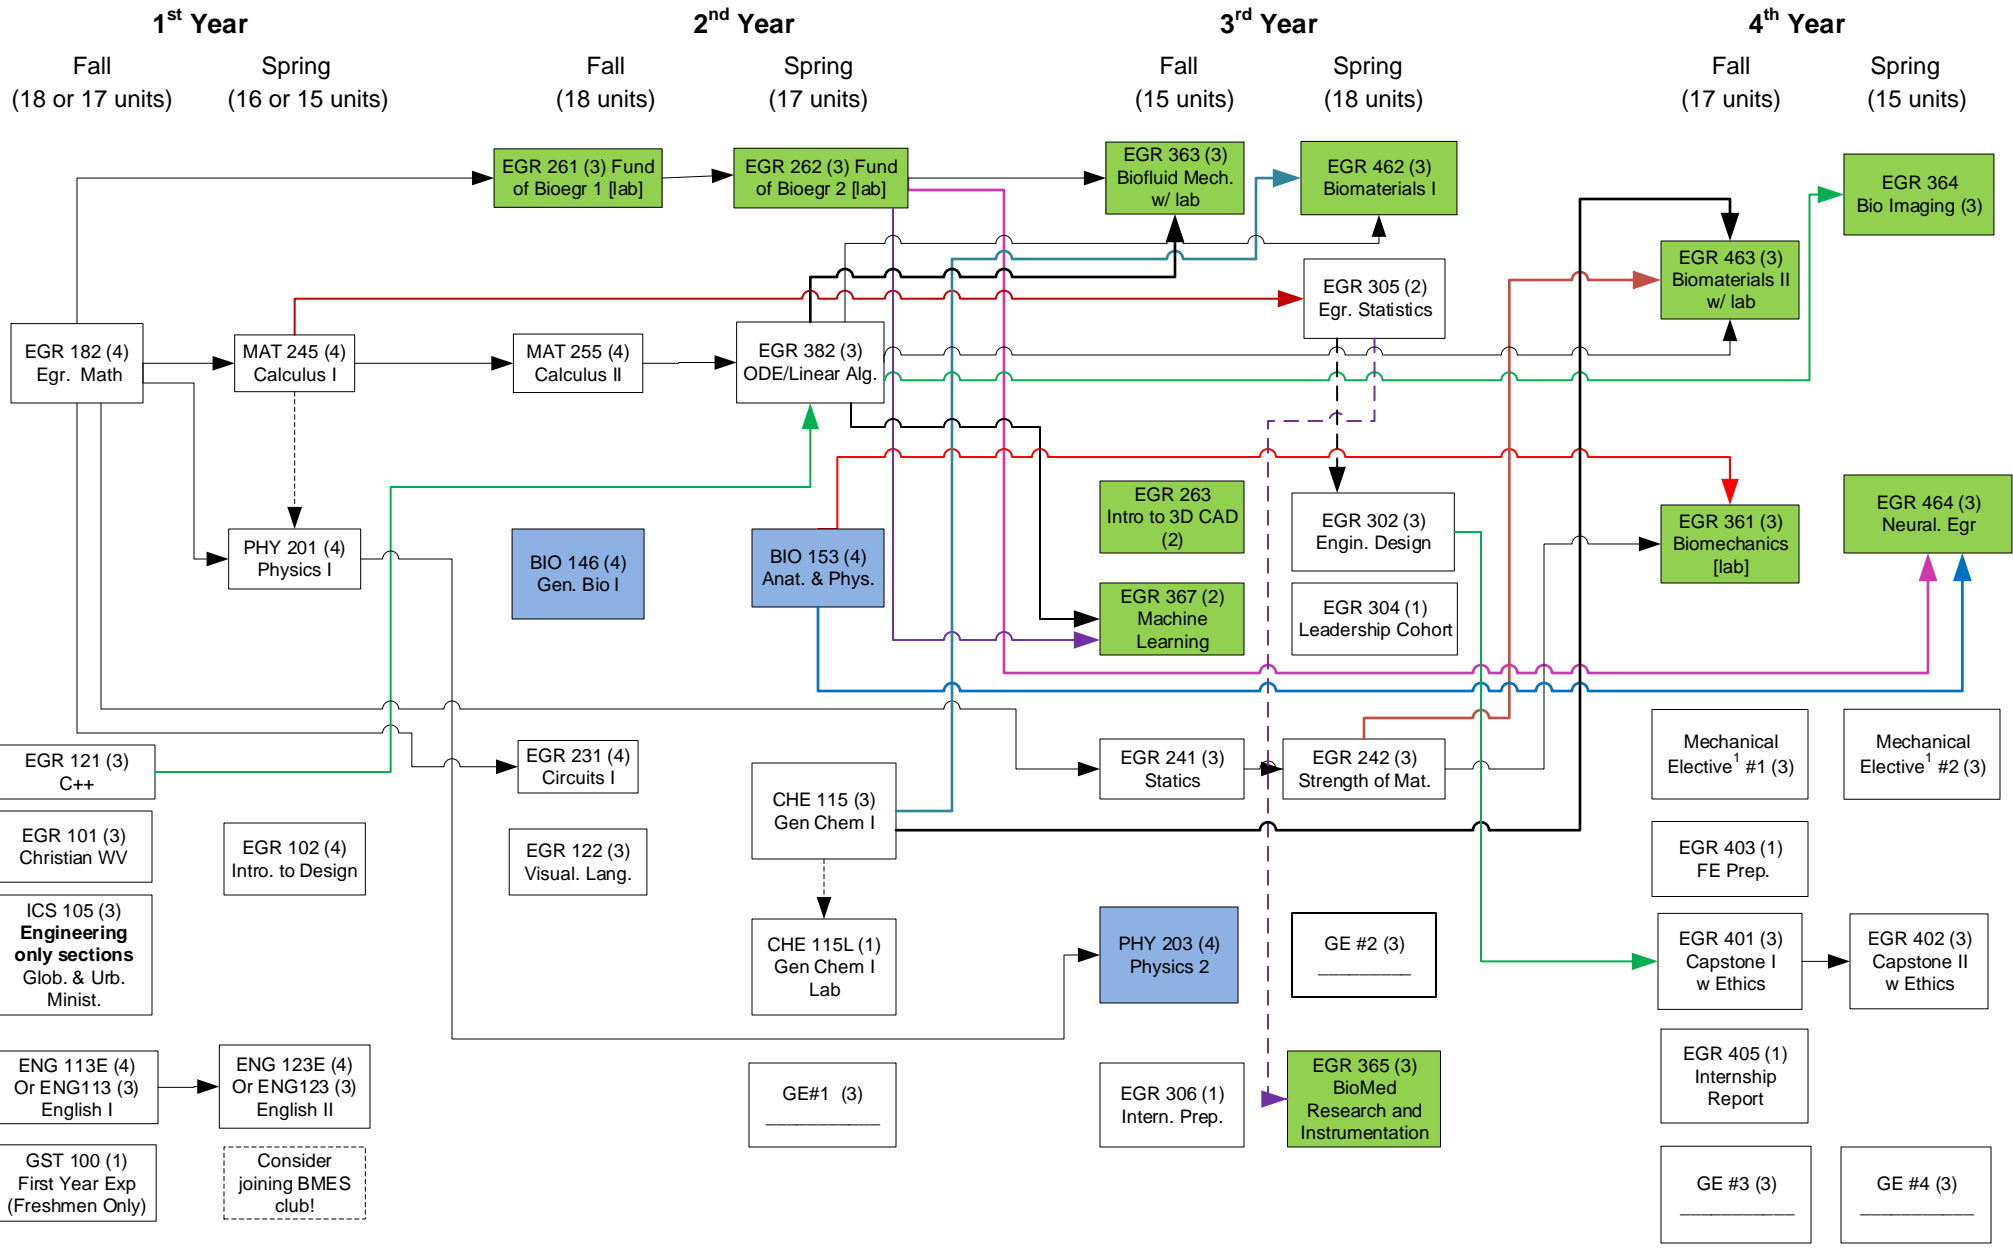 1st Year
2nd Year
3rd Year
4th Year
Fall
(18 or 17 units)
Spring
(16 or 15 units)
Fall
(18 units)
Spring
(17 units)
Fall
(15 units)
Spring
(18 units)
Fall
(17 units)
Spring
(15 units)
EGR 261 (3) Fund
of Bioegr 1 [lab]
EGR 262 (3) Fund
of Bioegr 2 [lab]
EGR 363 (3)
Biofluid Mech.
w/ lab
EGR 462 (3)
Biomaterials I
EGR 364
Bio Imaging (3)
EGR 463 (3)
Biomaterials II
w/ lab
EGR 305 (2)
Egr. Statistics
EGR 182 (4)
Egr. Math
MAT 245 (4)
Calculus I
MAT 255 (4)
Calculus II
EGR 382 (3)
ODE/Linear Alg.
EGR 263
Intro to 3D CAD
(2)
EGR 302 (3)
Engin. Design
EGR 361 (3)
Biomechanics
[lab]
EGR 464 (3)
Neural. Egr
PHY 201 (4)
Physics I
BIO 146 (4)
Gen. Bio I
BIO 153 (4)
Anat. & Phys.
EGR 367 (2)
Machine
Learning
EGR 304 (1)
Leadership Cohort
EGR 121 (3)
C++
EGR 231 (4)
Circuits I
EGR 241 (3)
Statics
EGR 242 (3)
Strength of Mat.
Mechanical
Elective1 #1 (3)
Mechanical
Elective1 #2 (3)
CHE 115 (3)
Gen Chem I
EGR 101 (3)
Christian WV
EGR 102 (4)
Intro. to Design
EGR 122 (3)
Visual. Lang.
EGR 403 (1)
FE Prep.
ICS 105 (3)
Engineering
only sections
Glob. & Urb.
Minist.
CHE 115L (1)
Gen Chem I
Lab
PHY 203 (4)
Physics 2
GE #2 (3)
_________
EGR 401 (3)
Capstone I
w Ethics
EGR 402 (3)
Capstone II
w Ethics
ENG 113E (4)
Or ENG113 (3)
English I
ENG 123E (4)
Or ENG123 (3)
English II
GE#1 (3)
___________
EGR 306 (1)
Intern. Prep.
EGR 365 (3)
BioMed
Research and
Instrumentation
EGR 405 (1)
Internship
Report
GST 100 (1)
First Year Exp
(Freshmen Only)
Consider
joining BMES
club!
GE #3 (3)
___________
GE #4 (3)
___________